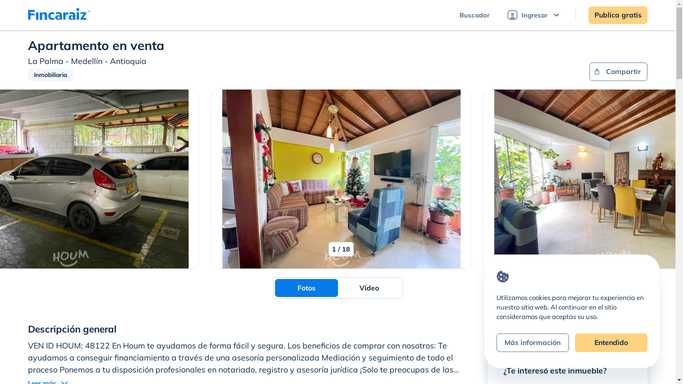 Fincaraiz
Buscador
Ingresar
Publica gratis
Apartamento en venta
La Palma - Medellín - Antioquia
Inmobiliaria
Compartir
HOUM
HOUM
HOUM
1 / 18
Fotos
Video
Utilizamos cookies para mejorar tu experiencia en
nuestro sitio web. Al continuar en el sitio
consideramos que aceptas su uso.
Más información
Entendido
Descripción general
VEN ID HOUM: 48122 En Houm te ayudamos de forma fácil y segura. Los beneficios de comprar con nosotros: Te
ayudamos a conseguir financiamiento a través de una asesoría personalizada Mediación y seguimiento de todo el
proceso Ponemos a tu disposición profesionales en notariado, registro y asesoría jurídica ¡Solo te preocupas de las...
Leer más
¿Te interesó este inmueble?